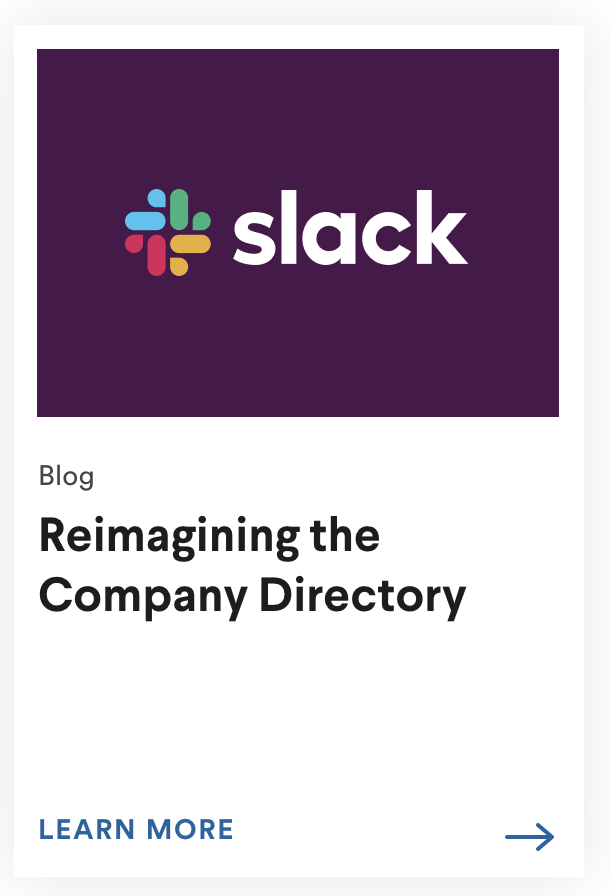 slack
Blog
Reimagining the
Company Directory
LEARN MORE